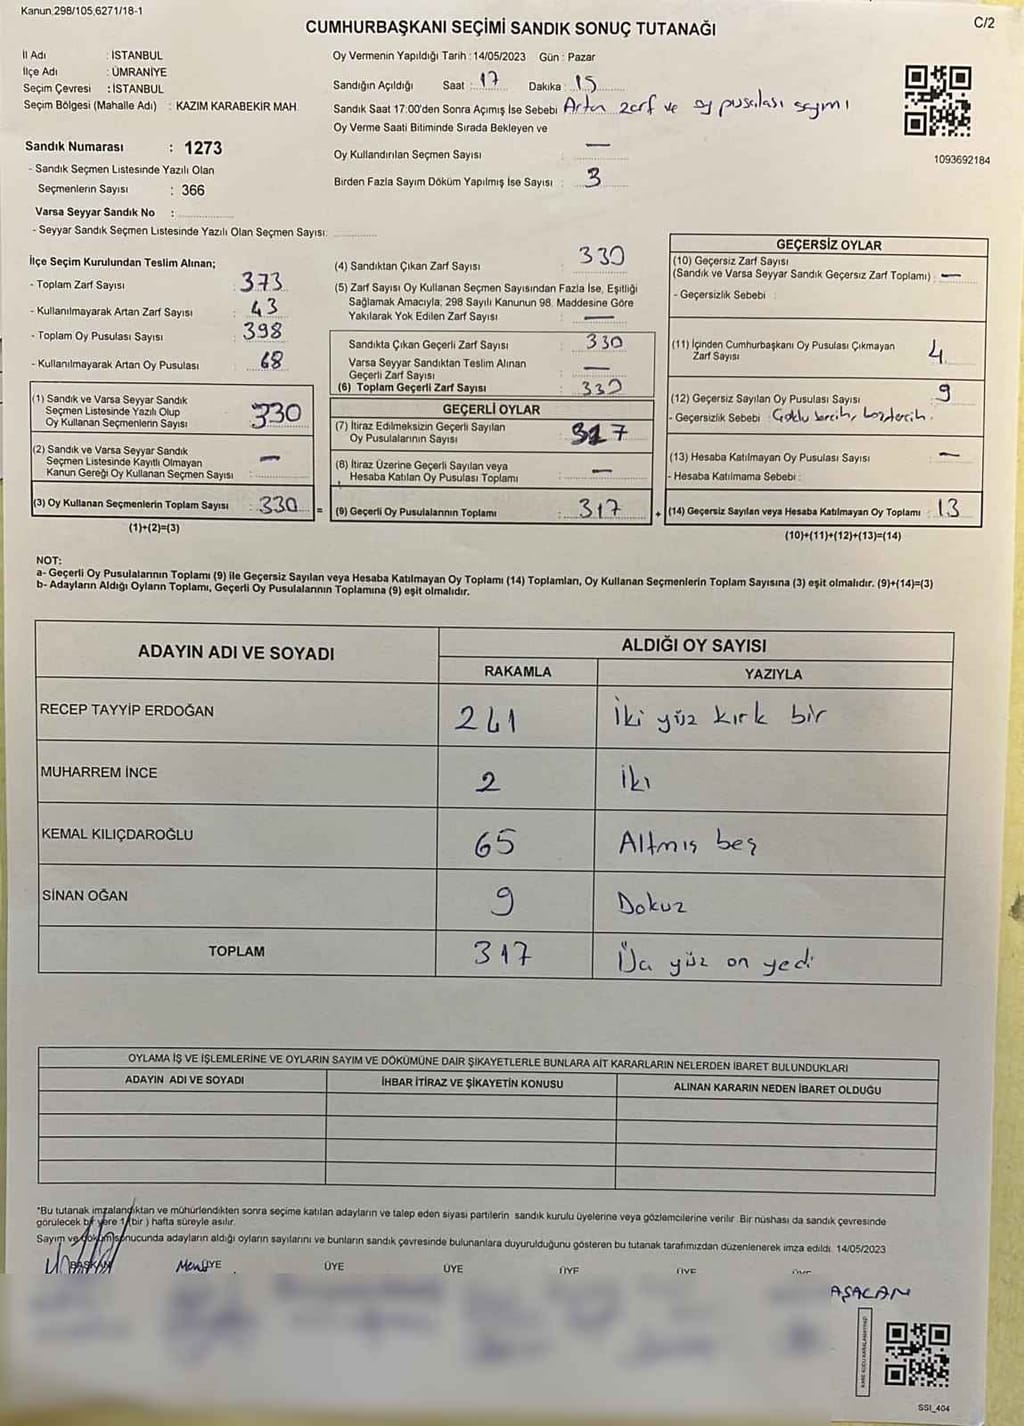 Kanun 298/105,6271/18-1
C/2
CUMHURBAŞKANI SEÇİMİ SANDIK SONUÇ TUTANAĞI
İl Adı : İSTANBUL
İlçe Adı : ÜMRANİYE
Seçim Çevresi : İSTANBUL
Seçim Bölgesi (Mahalle Adı) : KAZIM KARABEKİR MAH.
Sandık Numarası : 1273
- Sandık Seçmen Listesinde Yazılı Olan
Seçmenlerin Sayısı : 366
Varsa Seyyar Sandık No :
- Seyyar Sandık Seçmen Listesinde Yazılı Olan Seçmen Sayısı:
Oy Vermenin Yapıldığı Tarih : 14/05/2023 Gün : Pazar
Sandığın Açıldığı Saat : 17 Dakika : 15
Sandık Saat 17:00'den Sonra Açımış İse Sebebi Artan zarf ve oy pusulası sayımı
Oy Verme Saati Bitiminde Sırada Bekleyen ve
Oy Kullandırılan Seçmen Sayısı : —
Birden Fazla Sayım Döküm Yapılmış İse Sayısı : 3
1093692184
İlçe Seçim Kurulundan Teslim Alınan;
- Toplam Zarf Sayısı : 373
- Kullanılmayarak Artan Zarf Sayısı : 43
- Toplam Oy Pusulası Sayısı : 398
- Kullanılmayarak Artan Oy Pusulası : 68
(1) Sandık ve Varsa Seyyar Sandık
Seçmen Listesinde Yazılı Olup
Oy Kullanan Seçmenlerin Sayısı 330
(2) Sandık ve Varsa Seyyar Sandık
Seçmen Listesinde Kayıtlı Olmayan
Kanun Gereği Oy Kullanan Seçmen Sayısı : —
(3) Oy Kullanan Seçmenlerin Toplam Sayısı : 330 =
(1)+(2)=(3)
(4) Sandıktan Çıkan Zarf Sayısı : 330
(5) Zarf Sayısı Oy Kullanan Seçmen Sayısından Fazla İse, Eşitliği
Sağlamak Amacıyla; 298 Sayılı Kanunun 98. Maddesine Göre
Yakılarak Yok Edilen Zarf Sayısı : —
Sandıkta Çıkan Geçerli Zarf Sayısı : 330
Varsa Seyyar Sandıktan Teslim Alınan
Geçerli Zarf Sayısı : —
(6) Toplam Geçerli Zarf Sayısı : 330
GEÇERLİ OYLAR
(7) İtiraz Edilmeksizin Geçerli Sayılan
Oy Pusulalarının Sayısı : 317
(8) İtiraz Üzerine Geçerli Sayılan veya
Hesaba Katılan Oy Pusulası Toplamı : —
(9) Geçerli Oy Pusulalarının Toplamı : 317 +
GEÇERSİZ OYLAR
(10) Geçersiz Zarf Sayısı
(Sandık ve Varsa Seyyar Sandık Geçersiz Zarf Toplamı) : —
- Geçersizlik Sebebi :
(11) İçinden Cumhurbaşkanı Oy Pusulası Çıkmayan
Zarf Sayısı : 4
(12) Geçersiz Sayılan Oy Pusulası Sayısı : 9
- Geçersizlik Sebebi : Çoklu tercih,
(13) Hesaba Katılmayan Oy Pusulası Sayısı : —
- Hesaba Katılmama Sebebi :
(14) Geçersiz Sayılan veya Hesaba Katılmayan Oy Toplamı : 13
(10)+(11)+(12)+(13)=(14)
NOT:
a- Geçerli Oy Pusulalarının Toplamı (9) ile Geçersiz Sayılan veya Hesaba Katılmayan Oy Toplamı (14) Toplamları, Oy Kullanan Seçmenlerin Toplam Sayısına (3) eşit olmalıdır. (9)+(14)=(3)
b- Adayların Aldığı Oyların Toplamı, Geçerli Oy Pusulalarının Toplamına (9) eşit olmalıdır.
ADAYIN ADI VE SOYADI ALDIĞI OY SAYISI
RAKAMLA YAZIYLA
RECEP TAYYİP ERDOĞAN 241 İki yüz kırk bir
MUHARREM İNCE 2 İki
KEMAL KILIÇDAROĞLU 65 Altmış beş
SİNAN OĞAN 9 Dokuz
TOPLAM 317 yüz on yedi
OYLAMA İŞ VE İŞLEMLERİNE VE OYLARIN SAYIM VE DÖKÜMÜNE DAİR ŞİKAYETLERLE BUNLARA AİT KARARLARIN NELERDEN İBARET BULUNDUKLARI
ADAYIN ADI VE SOYADI İHBAR İTİRAZ VE ŞİKAYETİN KONUSU ALINAN KARARIN NEDEN İBARET OLDUĞU
*Bu tutanak imzalandıktan ve mühürlendikten sonra seçime katılan adayların ve talep eden siyasi partilerin sandık kurulu üyelerine veya gözlemcilerine verilir. Bir nüshası da sandık çevresinde
görülecek bir yere 1 (bir ) hafta süreyle asılır.
Sayım ve dökümü sonucunda adayların aldığı oyların sayılarını ve bunların sandık çevresinde bulunanlara duyurulduğunu gösteren bu tutanak tarafımızdan düzenlenerek imza edildi. 14/05/2023
BAŞKAN ÜYE ÜYE ÜYE ÜYE ÜYE
SSI_404